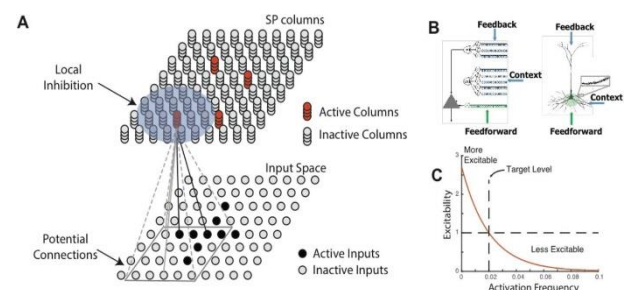 A
SP columns
Local
Inhibition
Active Columns
Inactive Columns
Input Space
Potential
Connections
Active Inputs
Inactive Inputs
B
Feedback
Feedback
Context
Context
Feedforward
Feedforward
C
More
Excitable
Target Level
Less Excitable
Excitability
3
2
1
0
0
0.02
0.04
0.06
0.08
0.1
Activation Frequency